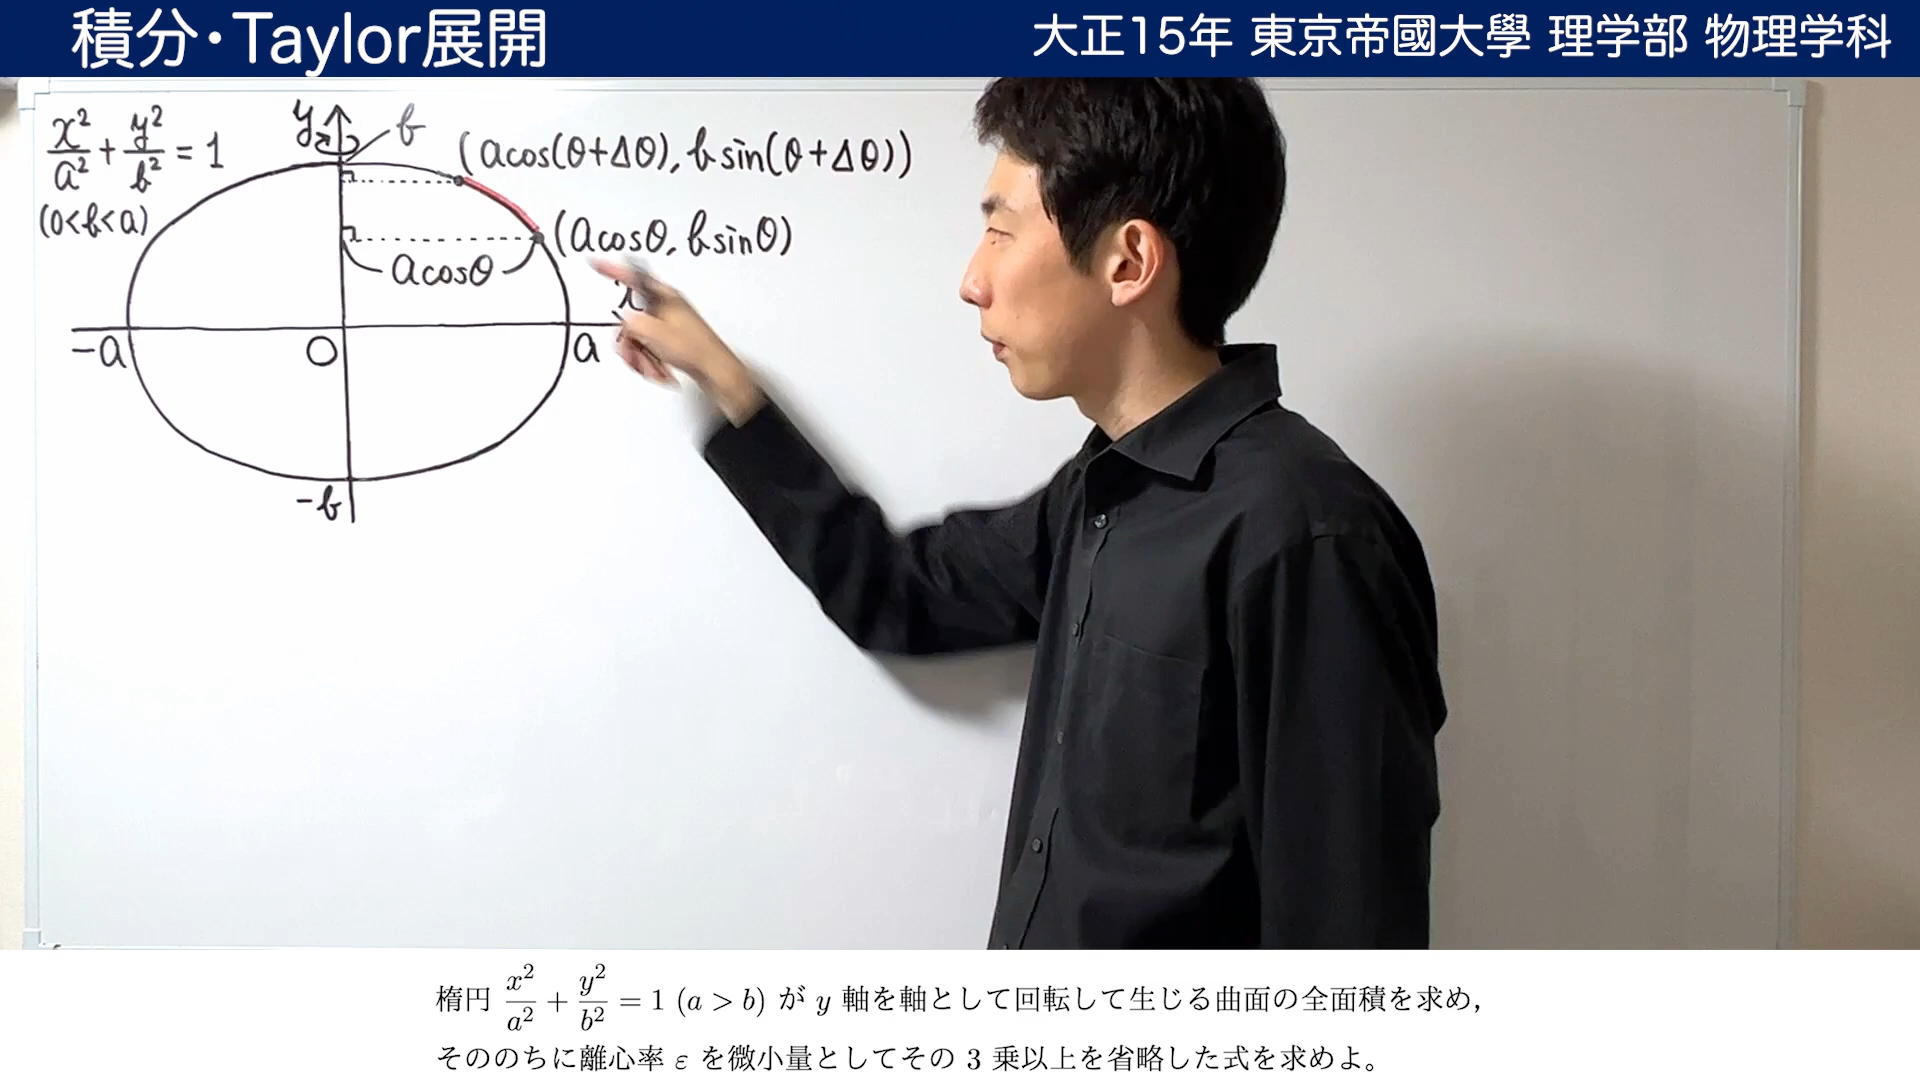 積分・Taylor展開
大正15年 東京帝國大學 理学部 物理学科
x²/a² + y²/b² = 1
(0<b<a)
y
b
(acos(θ+Δθ), bsin(θ+Δθ))
(acosθ, bsinθ)
acosθ
x
-a
O
a
-b
楕円 x²/a² + y²/b² = 1 (a > b) が y 軸を軸として回転して生じる曲面の全面積を求め,
そののちに離心率 ε を微小量としてその 3 乗以上を省略した式を求めよ。